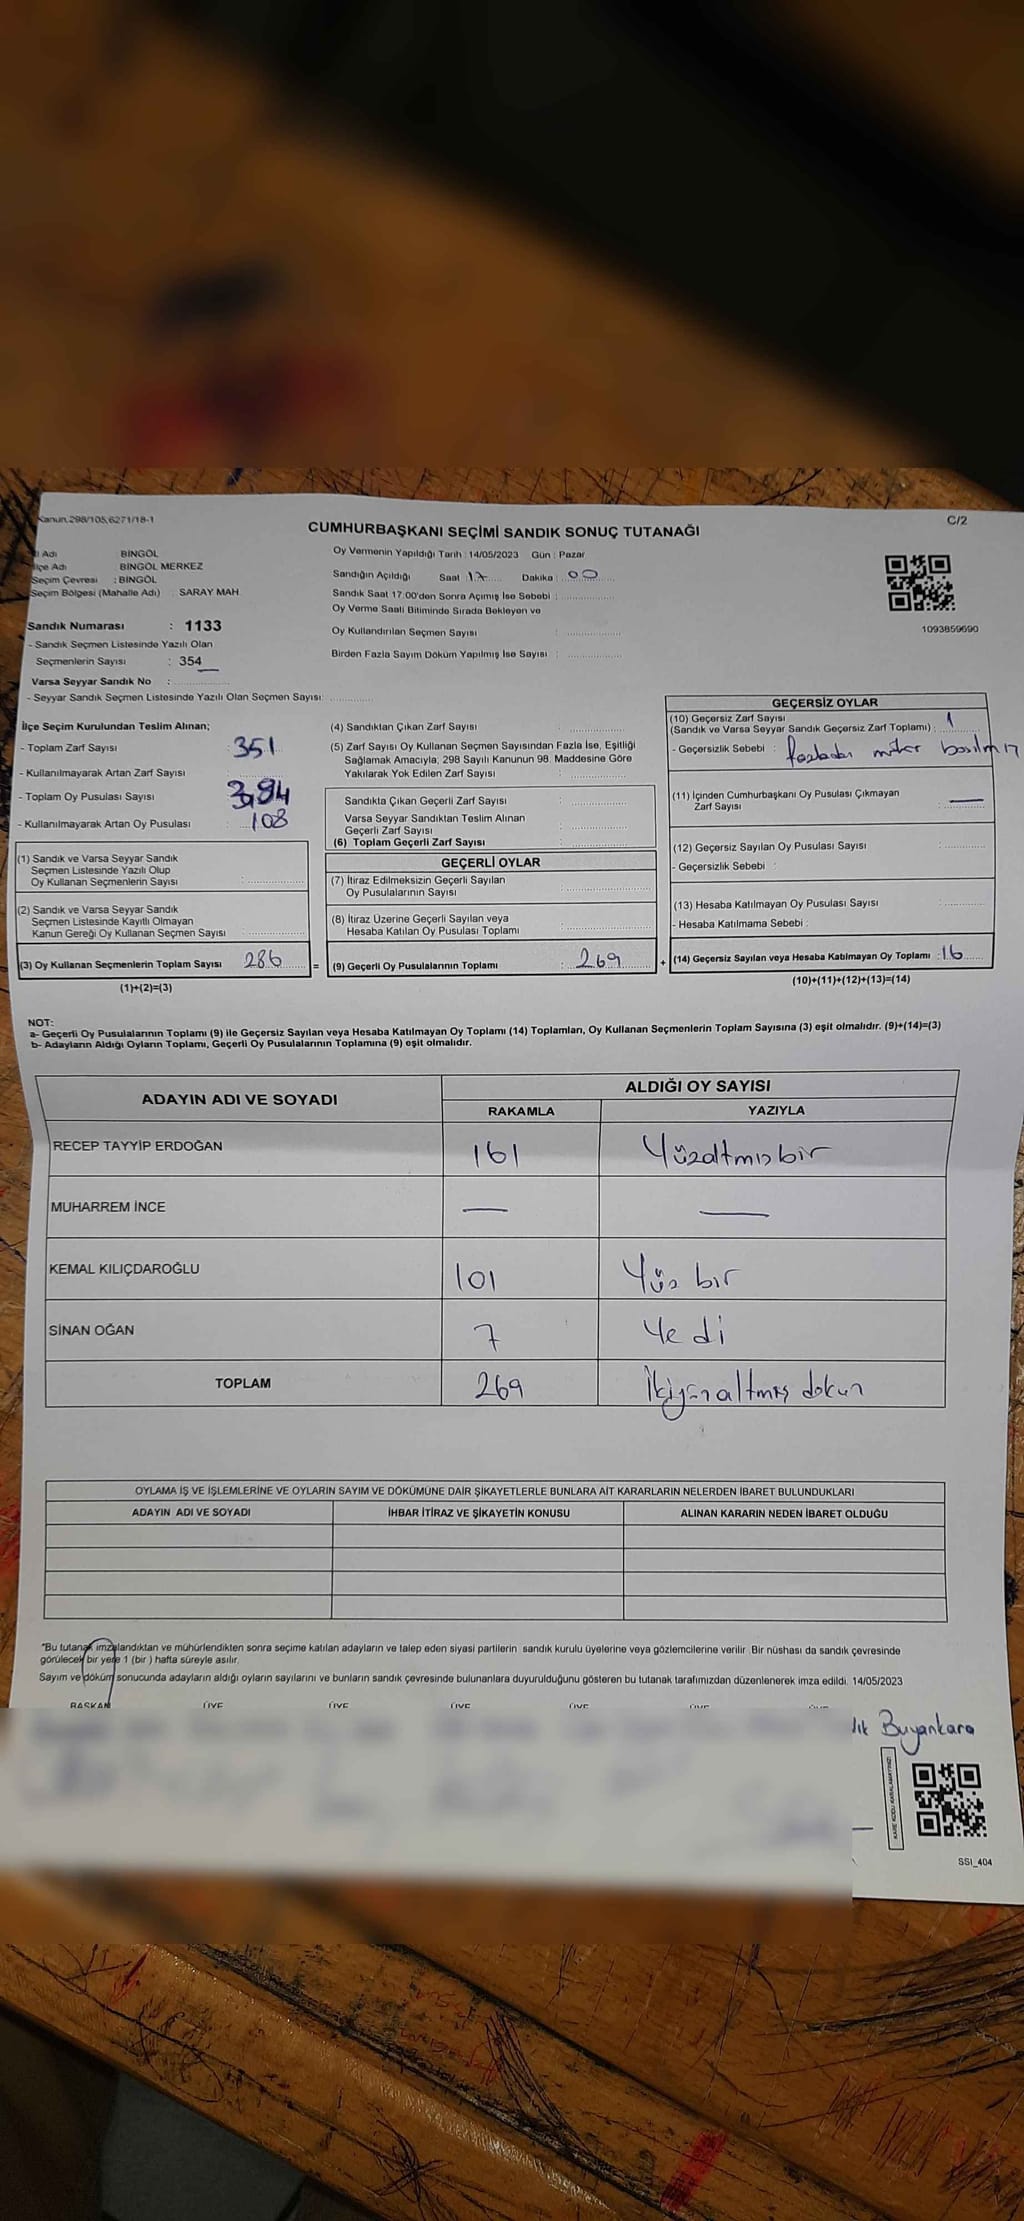 Kanun.298/105,6271/18-1
C/2
CUMHURBAŞKANI SEÇİMİ SANDIK SONUÇ TUTANAĞI
İl Adı BİNGÖL
İlçe Adı BİNGÖL MERKEZ
Seçim Çevresi : BİNGÖL
Seçim Bölgesi (Mahalle Adı) : SARAY MAH.
Oy Vermenin Yapıldığı Tarih : 14/05/2023 Gün : Pazar
Sandığın Açıldığı Saat 17 Dakika : 00
Sandık Saat 17:00'den Sonra Açımış İse Sebebi :
Oy Verme Saati Bitiminde Sırada Bekleyen ve
Oy Kullandırılan Seçmen Sayısı :
Birden Fazla Sayım Döküm Yapılmış İse Sayısı :
1093859690
Sandık Numarası : 1133
- Sandık Seçmen Listesinde Yazılı Olan
Seçmenlerin Sayısı : 354
Varsa Seyyar Sandık No :
- Seyyar Sandık Seçmen Listesinde Yazılı Olan Seçmen Sayısı:
İlçe Seçim Kurulundan Teslim Alınan;
- Toplam Zarf Sayısı 351
- Kullanılmayarak Artan Zarf Sayısı
- Toplam Oy Pusulası Sayısı
- Kullanılmayarak Artan Oy Pusulası : 108
(1) Sandık ve Varsa Seyyar Sandık
Seçmen Listesinde Yazılı Olup
Oy Kullanan Seçmenlerin Sayısı :
(2) Sandık ve Varsa Seyyar Sandık
Seçmen Listesinde Kayıtlı Olmayan
Kanun Gereği Oy Kullanan Seçmen Sayısı :
(3) Oy Kullanan Seçmenlerin Toplam Sayısı 286 =
(1)+(2)=(3)
(4) Sandıktan Çıkan Zarf Sayısı :
(5) Zarf Sayısı Oy Kullanan Seçmen Sayısından Fazla İse, Eşitliği
Sağlamak Amacıyla, 298 Sayılı Kanunun 98. Maddesine Göre
Yakılarak Yok Edilen Zarf Sayısı :
Sandıkta Çıkan Geçerli Zarf Sayısı :
Varsa Seyyar Sandıktan Teslim Alınan
Geçerli Zarf Sayısı :
(6) Toplam Geçerli Zarf Sayısı :
GEÇERLİ OYLAR
(7) İtiraz Edilmeksizin Geçerli Sayılan
Oy Pusulalarının Sayısı :
(8) İtiraz Üzerine Geçerli Sayılan veya
Hesaba Katılan Oy Pusulası Toplamı :
(9) Geçerli Oy Pusulalarının Toplamı : 269 +
GEÇERSİZ OYLAR
(10) Geçersiz Zarf Sayısı
(Sandık ve Varsa Seyyar Sandık Geçersiz Zarf Toplamı) : 1
- Geçersizlik Sebebi :
(11) İçinden Cumhurbaşkanı Oy Pusulası Çıkmayan
Zarf Sayısı : —
(12) Geçersiz Sayılan Oy Pusulası Sayısı :
- Geçersizlik Sebebi :
(13) Hesaba Katılmayan Oy Pusulası Sayısı :
- Hesaba Katılmama Sebebi :
(14) Geçersiz Sayılan veya Hesaba Katılmayan Oy Toplamı : 16
(10)+(11)+(12)+(13)=(14)
NOT:
a- Geçerli Oy Pusulalarının Toplamı (9) ile Geçersiz Sayılan veya Hesaba Katılmayan Oy Toplamı (14) Toplamları, Oy Kullanan Seçmenlerin Toplam Sayısına (3) eşit olmalıdır. (9)+(14)=(3)
b- Adayların Aldığı Oyların Toplamı, Geçerli Oy Pusulalarının Toplamına (9) eşit olmalıdır.
ADAYIN ADI VE SOYADI ALDIĞI OY SAYISI
RAKAMLA YAZIYLA
RECEP TAYYİP ERDOĞAN 161 Yüzaltmış bir
MUHARREM İNCE — —
KEMAL KILIÇDAROĞLU 101 Yüz bir
SİNAN OĞAN 7 Yedi
TOPLAM 269 İkiyüzaltmış dokuz
OYLAMA İŞ VE İŞLEMLERİNE VE OYLARIN SAYIM VE DÖKÜMÜNE DAİR ŞİKAYETLERLE BUNLARA AİT KARARLARIN NELERDEN İBARET BULUNDUKLARI
ADAYIN ADI VE SOYADI İHBAR İTİRAZ VE ŞİKAYETİN KONUSU ALINAN KARARIN NEDEN İBARET OLDUĞU
*Bu tutanak imzalandıktan ve mühürlendikten sonra seçime katılan adayların ve talep eden siyasi partilerin sandık kurulu üyelerine veya gözlemcilerine verilir. Bir nüshası da sandık çevresinde
görülecek bir yere 1 (bir ) hafta süreyle asılır.
Sayım ve döküm sonucunda adayların aldığı oyların sayılarını ve bunların sandık çevresinde bulunanlara duyurulduğunu gösteren bu tutanak tarafımızdan düzenlenerek imza edildi. 14/05/2023
BAŞKAN ÜYE ÜYE ÜYE ÜYE ÜYE ÜYE
Buyankara
KARE KODU KARALAMAYINIZ!
SSI_404